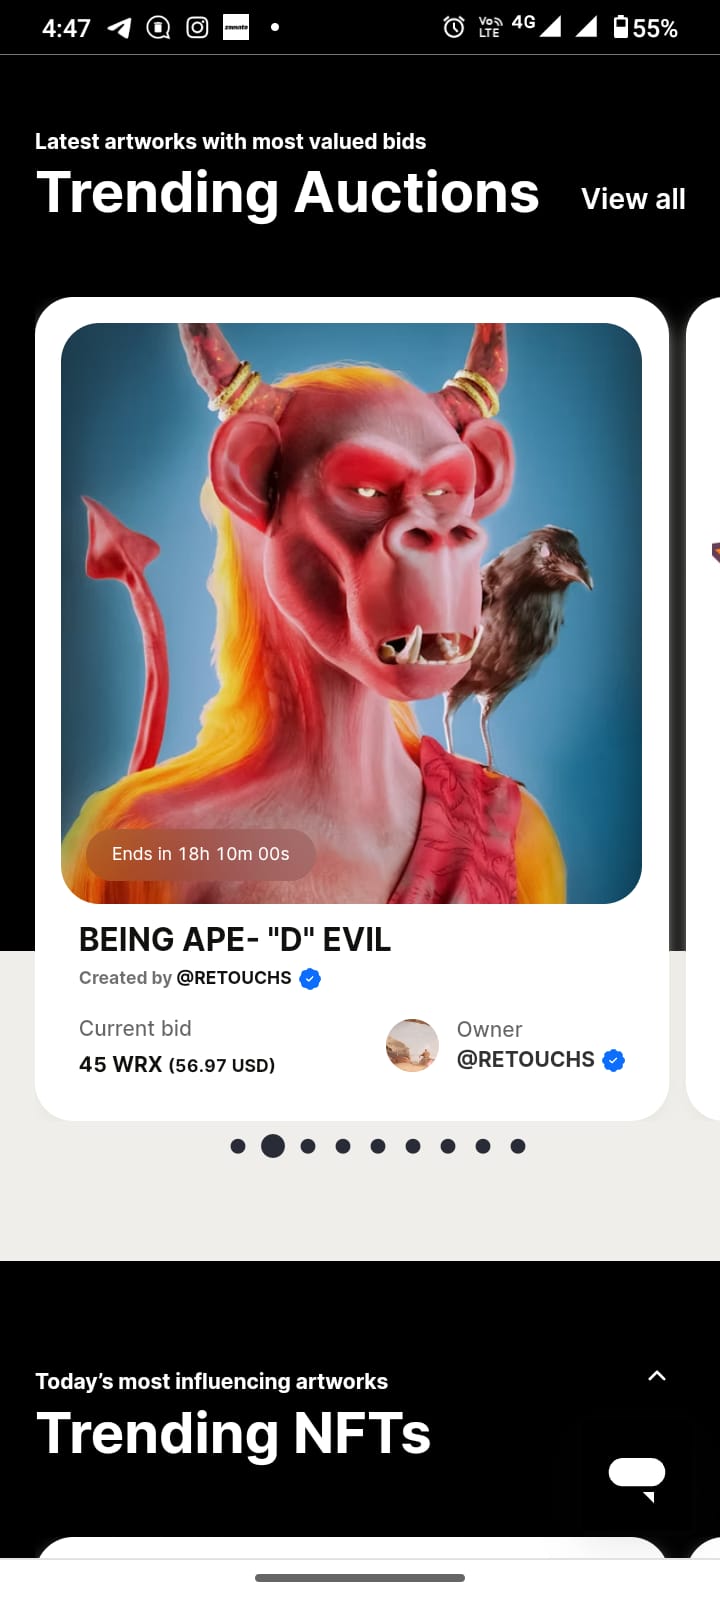 4:47
Vo)) 4G 55%
LTE
Latest artworks with most valued bids
Trending Auctions View all
Ends in 18h 10m 00s
BEING APE- "D" EVIL
Created by @RETOUCHS
Current bid
Owner
45 WRX (56.97 USD)
@RETOUCHS
Today’s most influencing artworks
Trending NFTs